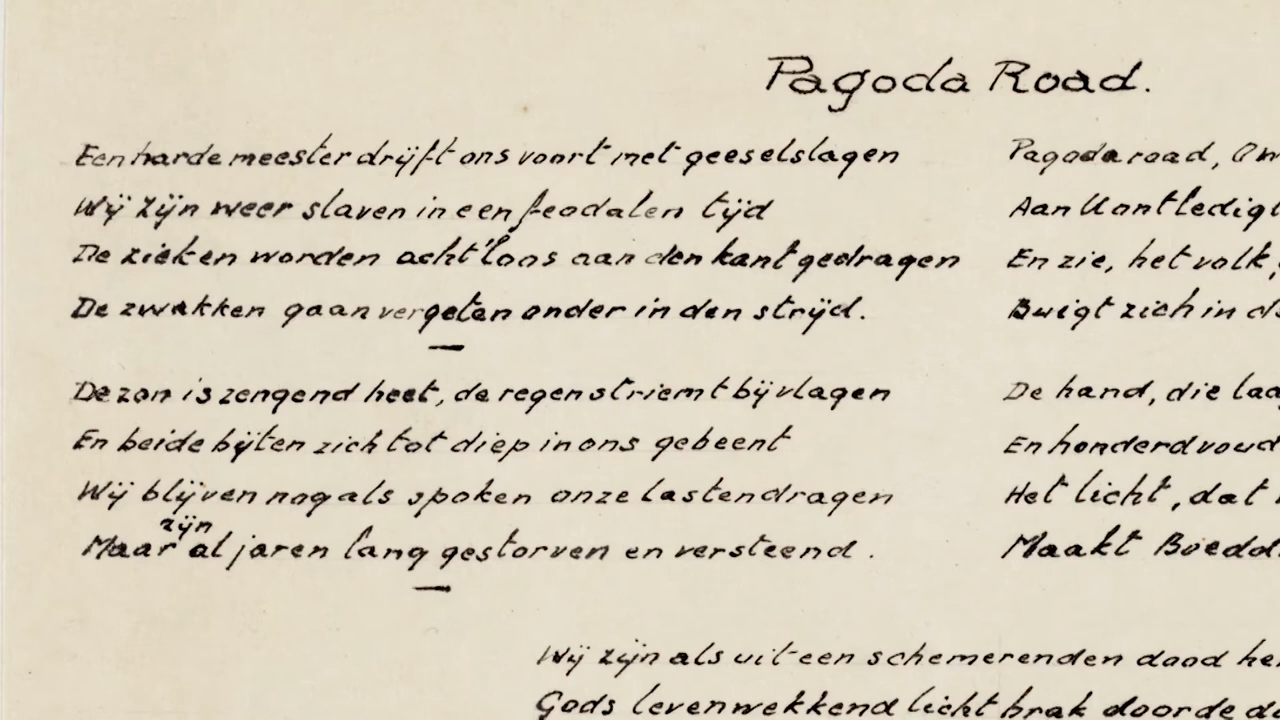 Pagoda Road.
Een harde meester drijft ons voort met geeselslagen
Wij zijn weer slaven in een feodalen tijd
De zieken worden acht'loos aan den kant gedragen
De zwakken gaan vergeten onder in den strijd.
De zon is zengend heet, de regen striemt bij vlagen
En beide bijten zich tot diep in ons gebeent
Wij blijven nog als spoken onze lasten dragen
Maar zijn al jaren lang gestorven en versteend.
Pagoda road,
Aan U ontledig
En zie, het volk,
Buigt zich in
De hand, die
En honderdvoud
Het licht, dat
Maakt Boedd
Wij zijn als uit een schemerenden dood
Gods levenwekkend licht brak door de